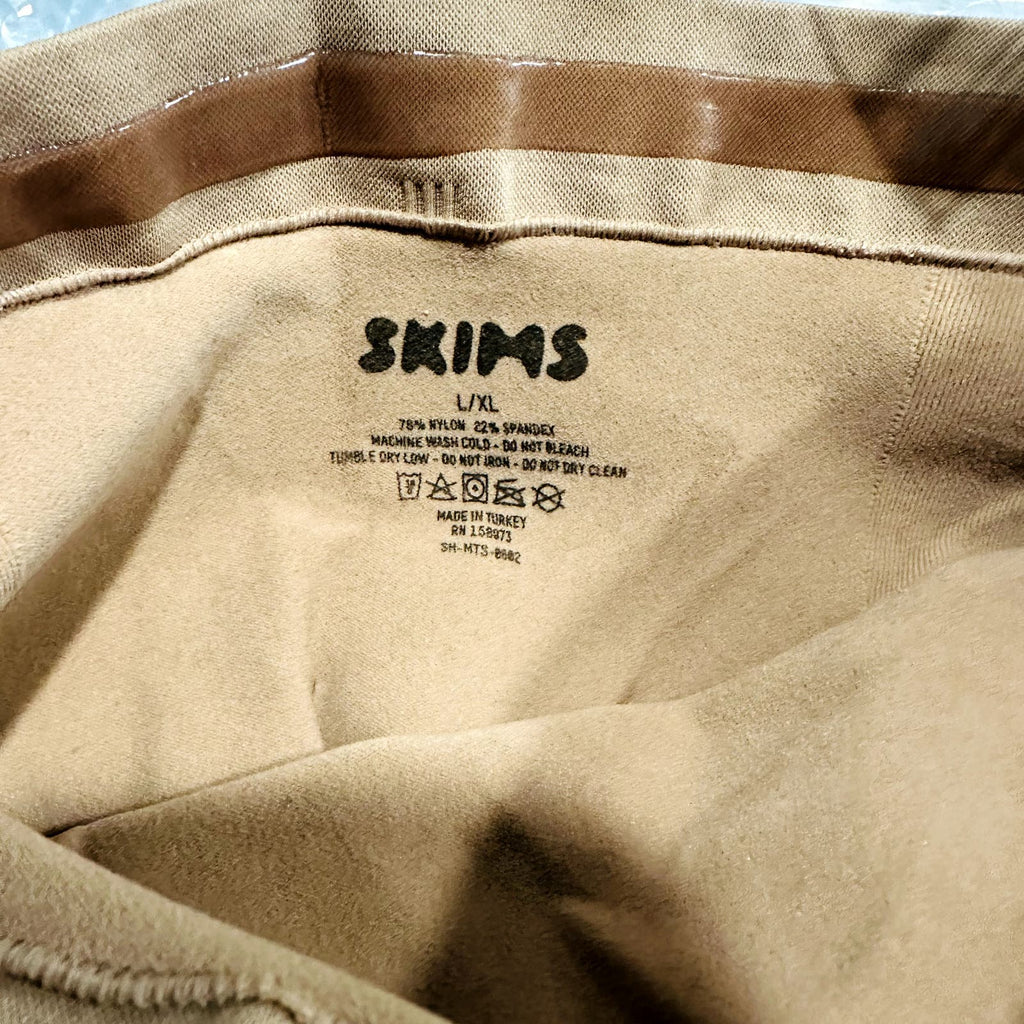 SKIMS
L/XL
78% NYLON 22% SPANDEX
MACHINE WASH COLD - DO NOT BLEACH
TUMBLE DRY LOW - DO NOT IRON - DO NOT DRY CLEAN
MADE IN TURKEY
RN 158973
SH-MTS-0602